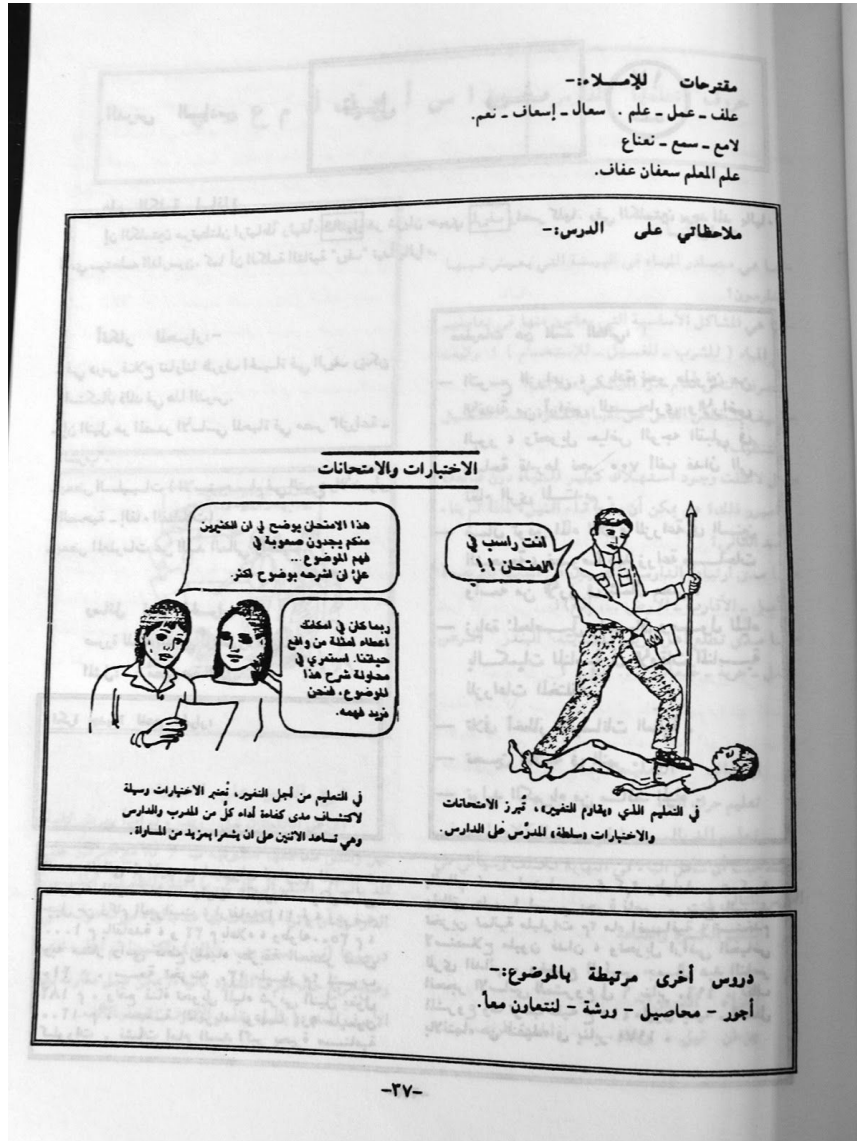 مقترحات للإمـــلاء:-
علف - عمل - علم . سعال - إسعاف - نعم.
لامع - سمع - نعناع
علم المعلم سعفان عفاف.
ملاحظاتي على الدرس:-
الاختبارات والامتحانات
انت راسب في
الامتحان !!
هذا الامتحان يوضح لي ان الكثيرين
منكم يجدون صعوبة في
فهم الموضوع...
عليّ ان اشرحه بوضوح اكثر.
ربما كان في امكانك
اعطاء امثلة من واقع
حياتنا. استمري في
محاولة شرح هذا
الموضوع، فنحن
نريد فهمه.
في التعليم الذي «يقاوم التغيير»، تُبرز الامتحانات
والاختبارات «سلطة» المدرّس على الدارس.
في التعليم من أجل التغيير، تُعتبر الاختبارات وسيلة
لاكتشاف مدى كفاءة أداء كلٍّ من المدرب والدارس
وهي تساعد الاثنين على ان يشعرا بمزيد من المساواة.
دروس أخرى مرتبطة بالموضوع:-
أجور - محاصيل - ورشة - لنتعاون معاً.
-٣٧-